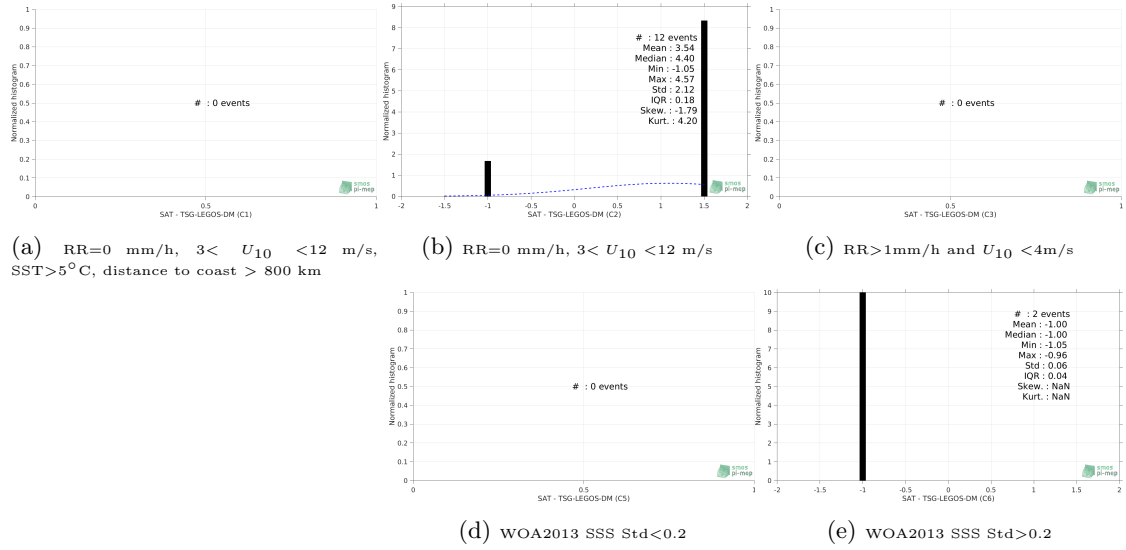 1
0.9
0.8
0.7
0.6
0.5
0.4
0.3
0.2
0.1
0
Normalized histogram
# : 0 events
smos
pi-mep
0 0.5 1
SAT - TSG-LEGOS-DM (C1)
9
8
7
6
5
4
3
2
1
0
Normalized histogram
# : 12 events
Mean : 3.54
Median : 4.40
Min : -1.05
Max : 4.57
Std : 2.12
IQR : 0.18
Skew. : -1.79
Kurt. : 4.20
smos
pi-mep
-2 -1.5 -1 -0.5 0 0.5 1 1.5 2
SAT - TSG-LEGOS-DM (C2)
1
0.9
0.8
0.7
0.6
0.5
0.4
0.3
0.2
0.1
0
Normalized histogram
# : 0 events
smos
pi-mep
0 0.5 1
SAT - TSG-LEGOS-DM (C3)
(a) RR=0 mm/h, 3< U10 <12 m/s,
SST>5°C, distance to coast > 800 km
(b) RR=0 mm/h, 3< U10 <12 m/s
(c) RR>1mm/h and U10 <4m/s
1
0.9
0.8
0.7
0.6
0.5
0.4
0.3
0.2
0.1
0
Normalized histogram
# : 0 events
smos
pi-mep
0 0.5 1
SAT - TSG-LEGOS-DM (C5)
10
9
8
7
6
5
4
3
2
1
0
Normalized histogram
# : 2 events
Mean : -1.00
Median : -1.00
Min : -1.05
Max : -0.96
Std : 0.06
IQR : 0.04
Skew. : NaN
Kurt. : NaN
smos
pi-mep
-2 -1.5 -1 -0.5 0 0.5 1 1.5 2
SAT - TSG-LEGOS-DM (C6)
(d) WOA2013 SSS Std<0.2
(e) WOA2013 SSS Std>0.2